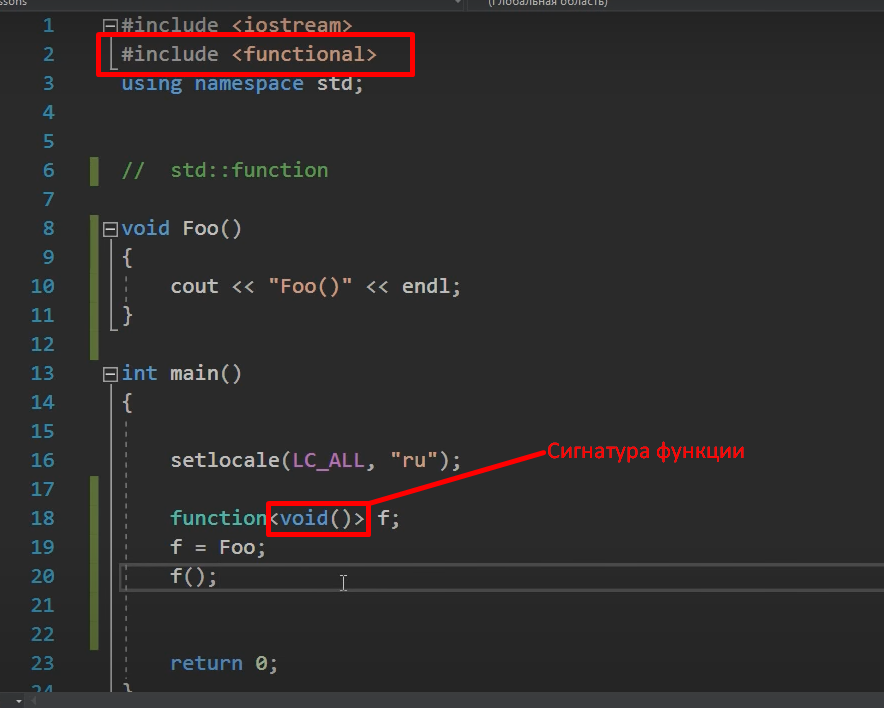 (Глобальная область)
1 #include <iostream>
2 #include <functional>
3 using namespace std;
4
5
6 // std::function
7
8 void Foo()
9 {
10 cout << "Foo()" << endl;
11 }
12
13 int main()
14 {
15
16 setlocale(LC_ALL, "ru");
Сигнатура функции
17
18 function<void()> f;
19 f = Foo;
20 f();
21
22
23 return 0;
24 }